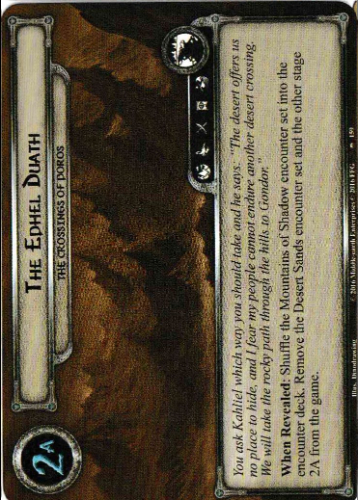 2A
THE EPHEL DUATH
THE CROSSINGS OF POROS
You ask Kahliel which way you should take and he says: "The desert offers us
no place to hide, and I fear my people cannot endure another desert crossing.
We will take the rocky path through the hills to Gondor."
When Revealed: Shuffle the Mountains of Shadow encounter set into the
encounter deck. Remove the Desert Sands encounter set and the other stage
2A from the game.
Illus. Dinodrawing © 2016 Middle-earth Enterprises © 2016 FFG 159